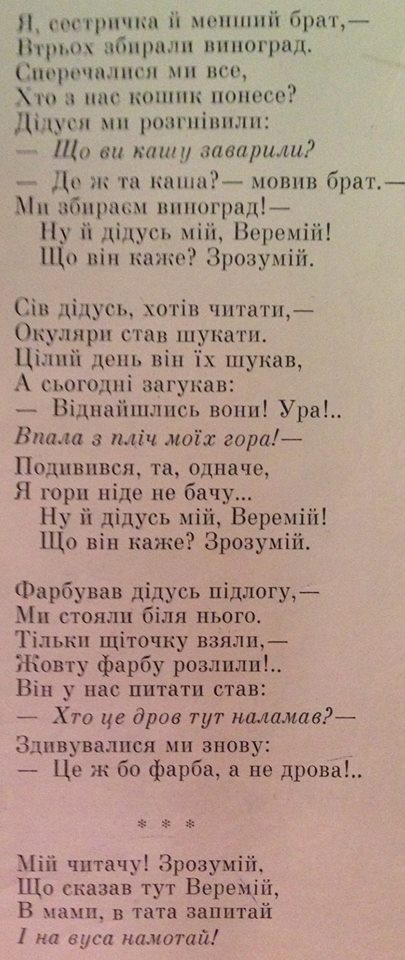 Я, сестричка й менший брат,—
Втрьох збирали виноград.
Сперечалися ми все,
Хто з нас кошик понесе?
Дідуся ми розгнівили:
— Що ви кашу заварили?
— Де ж та каша?— мовив брат.—
Ми збираєм виноград!—
Ну й дідусь мій, Веремій!
Що він каже? Зрозумій.
Сів дідусь, хотів читати,—
Окуляри став шукати.
Цілий день він їх шукав,
А сьогодні загукав:
— Віднайшлись вони! Ура!..
Впала з пліч моїх гора!—
Подивився, та, одначе,
Я гори ніде не бачу...
Ну й дідусь мій, Веремій!
Що він каже? Зрозумій.
Фарбував дідусь підлогу,—
Ми стояли біля нього.
Тільки щіточку взяли,—
Жовту фарбу розлили!..
Він у нас питати став:
— Хто це дров тут наламав?—
Здивувалися ми знову:
— Це ж бо фарба, а не дрова!..
* * *
Мій читачу! Зрозумій,
Що сказав тут Веремій,
В мами, в тата запитай
І на вуса намотай!